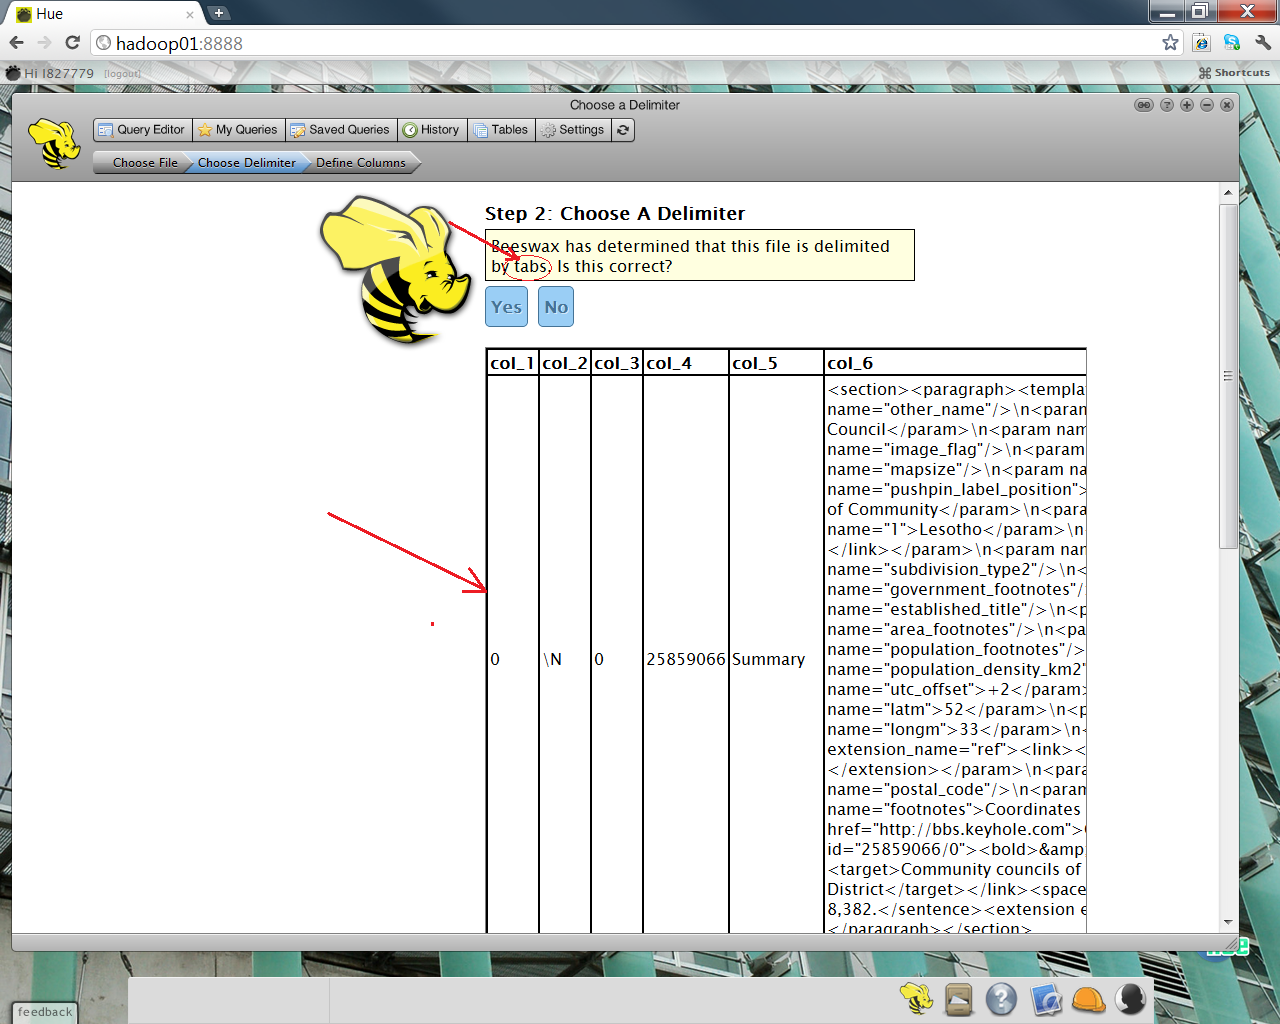 Hue
hadoop01:8888
Hi I827779 [logout]
Shortcuts
Choose a Delimiter
Query Editor
My Queries
Saved Queries
History
Tables
Settings
Choose File
Choose Delimiter
Define Columns
Step 2: Choose A Delimiter
Beeswax has determined that this file is delimited
by tabs. Is this correct?
Yes
No
col_1 col_2 col_3 col_4 col_5 col_6
<section><paragraph><templa
name="other_name"/>\n<param
Council</param>\n<param nam
name="image_flag"/>\n<param
name="mapsize"/>\n<param na
name="pushpin_label_position">
of Community</param>\n<para
name="1">Lesotho</param>\n
</link></param>\n<param nam
name="subdivision_type2"/>\n<
name="government_footnotes"/
name="established_title"/>\n<p
name="area_footnotes"/>\n<pa
name="population_footnotes"/>
0 \N 0 25859066 Summary
name="population_density_km2"
name="utc_offset">+2</param>
name="latm">52</param>\n<p
name="longm">33</param>\n<
extension_name="ref"><link><
</extension></param>\n<para
name="postal_code"/>\n<param
name="footnotes">Coordinates
href="http://bbs.keyhole.com">
id="25859066/0"><bold>&amp
<target>Community councils of
District</target></link><space
8,382.</sentence><extension e
</paragraph></section>
hue
feedback